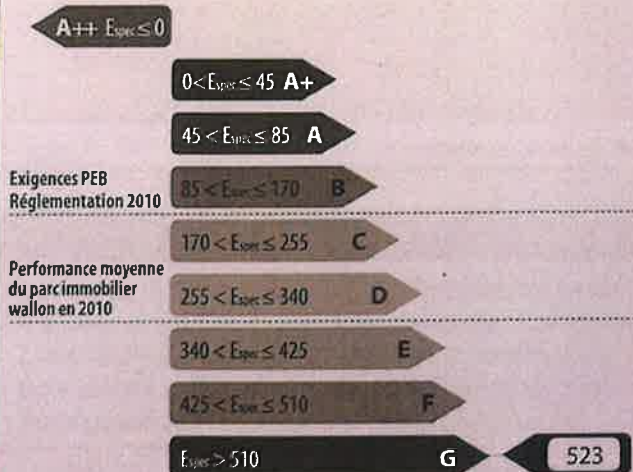 A++ Espec ≤ 0
0 < Espec ≤ 45 A+
45 < Espec ≤ 85 A
Exigences PEB
Réglementation 2010
85 < Espec ≤ 170 B
170 < Espec ≤ 255 C
Performance moyenne
du parc immobilier
wallon en 2010
255 < Espec ≤ 340 D
340 < Espec ≤ 425 E
425 < Espec ≤ 510 F
Espec > 510 G 523